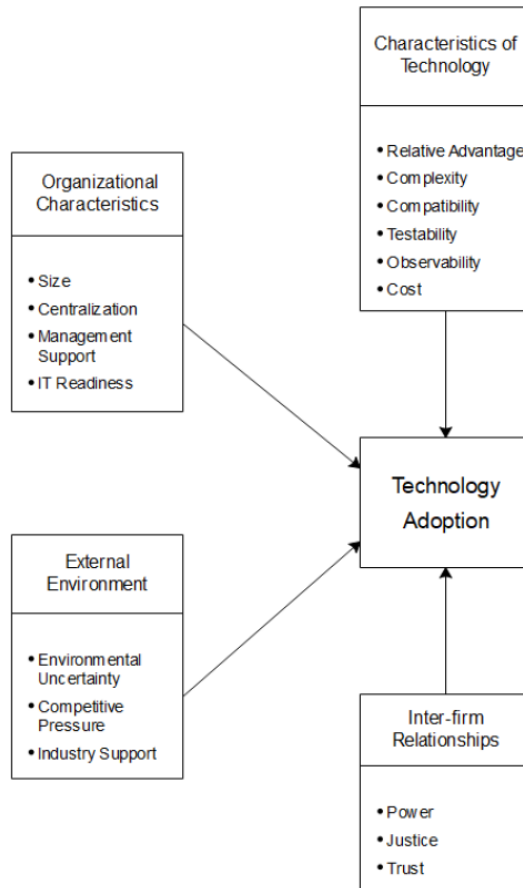 Characteristics of
Technology
• Relative Advantage
• Complexity
• Compatibility
• Testability
• Observability
• Cost
Organizational
Characteristics
• Size
• Centralization
• Management
Support
• IT Readiness
Technology
Adoption
External
Environment
• Environmental
Uncertainty
• Competitive
Pressure
• Industry Support
Inter-firm
Relationships
• Power
• Justice
• Trust